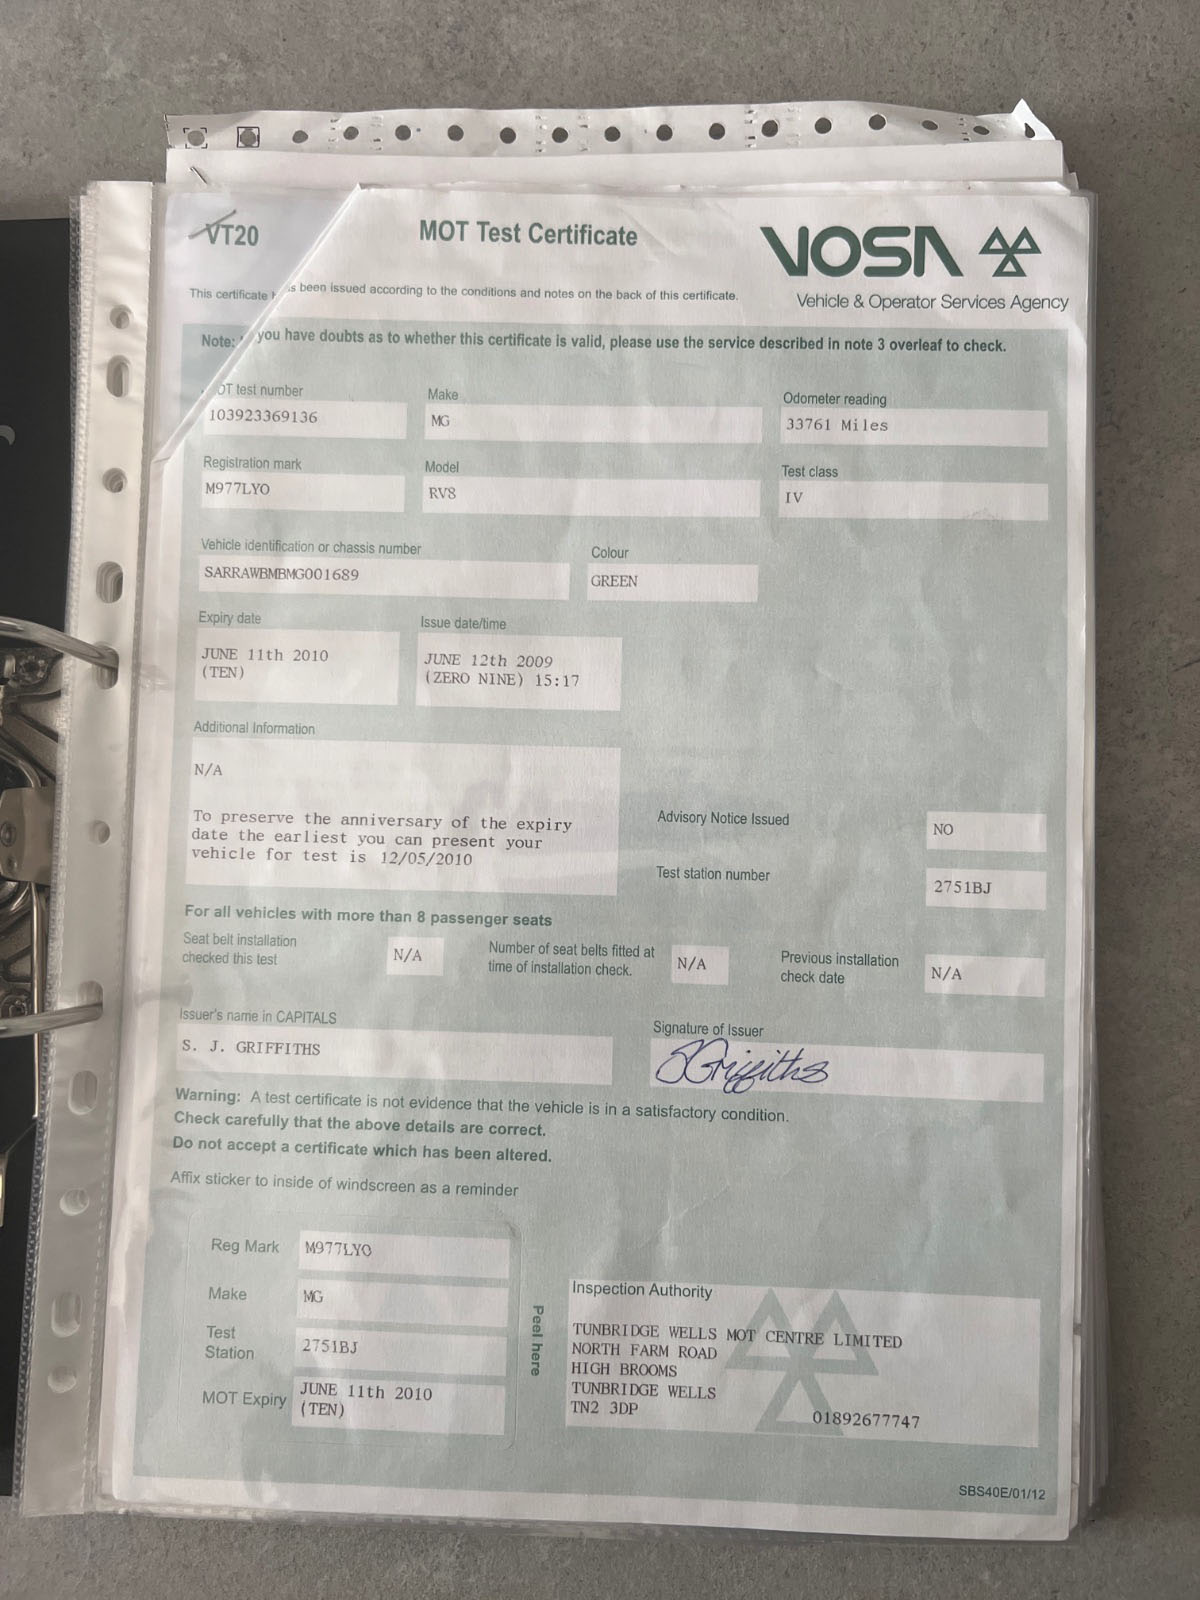 VT20
MOT Test Certificate
VOSA
Vehicle & Operator Services Agency
This certificate has been issued according to the conditions and notes on the back of this certificate.
Note: you have doubts as to whether this certificate is valid, please use the service described in note 3 overleaf to check.
MOT test number
Make
Odometer reading
103923369136
MG
33761 Miles
Registration mark
Model
Test class
M977LYO
RV8
IV
Vehicle identification or chassis number
Colour
SARRAWBMBMG001689
GREEN
Expiry date
Issue date/time
JUNE 11th 2010
(TEN)
JUNE 12th 2009
(ZERO NINE) 15:17
Additional Information
N/A
To preserve the anniversary of the expiry
date the earliest you can present your
vehicle for test is 12/05/2010
Advisory Notice Issued
NO
Test station number
2751BJ
For all vehicles with more than 8 passenger seats
Seat belt installation
checked this test
N/A
Number of seat belts fitted at
time of installation check.
N/A
Previous installation
check date
N/A
Issuer's name in CAPITALS
Signature of Issuer
S. J. GRIFFITHS
SGriffiths
Warning: A test certificate is not evidence that the vehicle is in a satisfactory condition.
Check carefully that the above details are correct.
Do not accept a certificate which has been altered.
Affix sticker to inside of windscreen as a reminder
Reg Mark
M977LYO
Make
MG
Test
Station
2751BJ
MOT Expiry
JUNE 11th 2010
(TEN)
Peel here
Inspection Authority
TUNBRIDGE WELLS MOT CENTRE LIMITED
NORTH FARM ROAD
HIGH BROOMS
TUNBRIDGE WELLS
TN2 3DP
01892677747
SBS40E/01/12